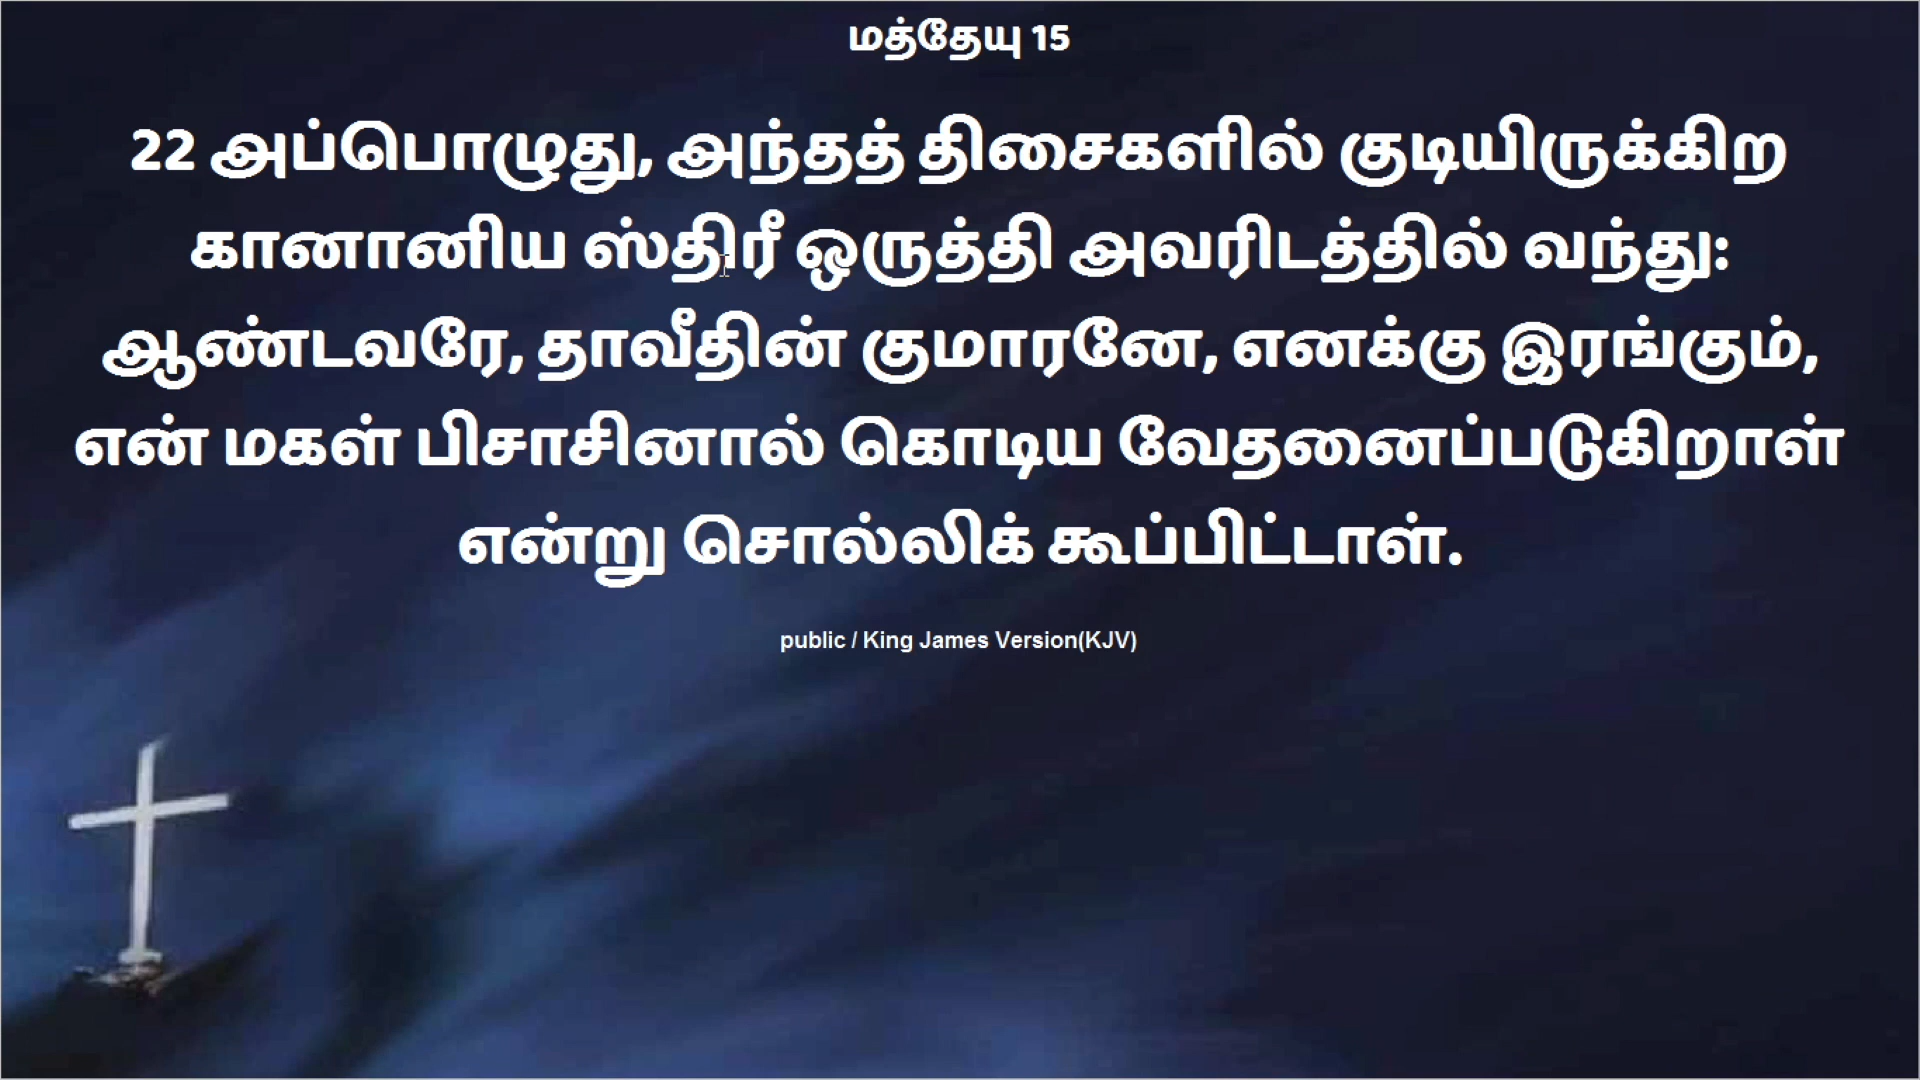 மத்தேயு 15
22 அப்பொழுது, அந்தத் திசைகளில் குடியிருக்கிற
கானானிய ஸ்திரீ ஒருத்தி அவரிடத்தில் வந்து:
ஆண்டவரே, தாவீதின் குமாரனே, எனக்கு இரங்கும்,
என் மகள் பிசாசினால் கொடிய வேதனைப்படுகிறாள்
என்று சொல்லிக் கூப்பிட்டாள்.
public / King James Version(KJV)